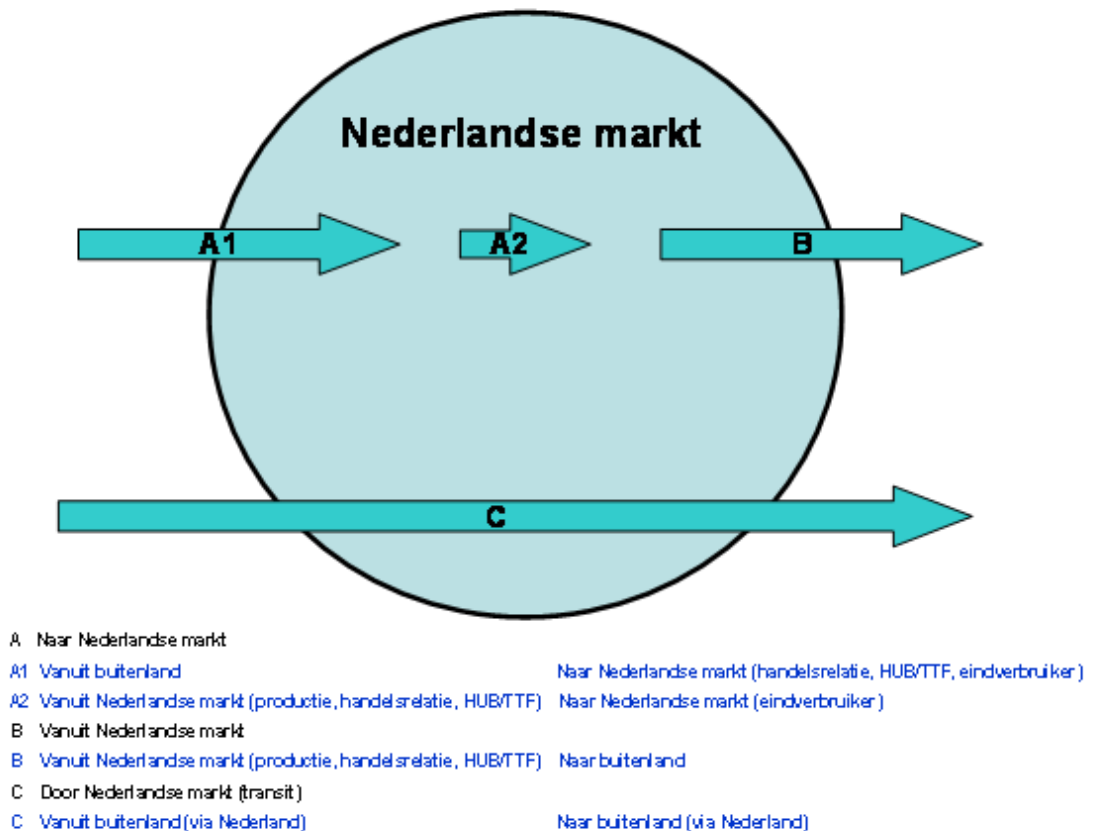 Nederlandse markt
A1 A2 B
C
A Naar Nederlandse markt
A1 Vanuit buitenland Naar Nederlandse markt (handelsrelatie, HUB/TTF, eindverbruiker)
A2 Vanuit Nederlandse markt (productie, handelsrelatie, HUB/TTF) Naar Nederlandse markt (eindverbruiker)
B Vanuit Nederlandse markt
B Vanuit Nederlandse markt (productie, handelsrelatie, HUB/TTF) Naar buitenland
C Door Nederlandse markt (transit)
C Vanuit buitenland (via Nederland) Naar buitenland (via Nederland)